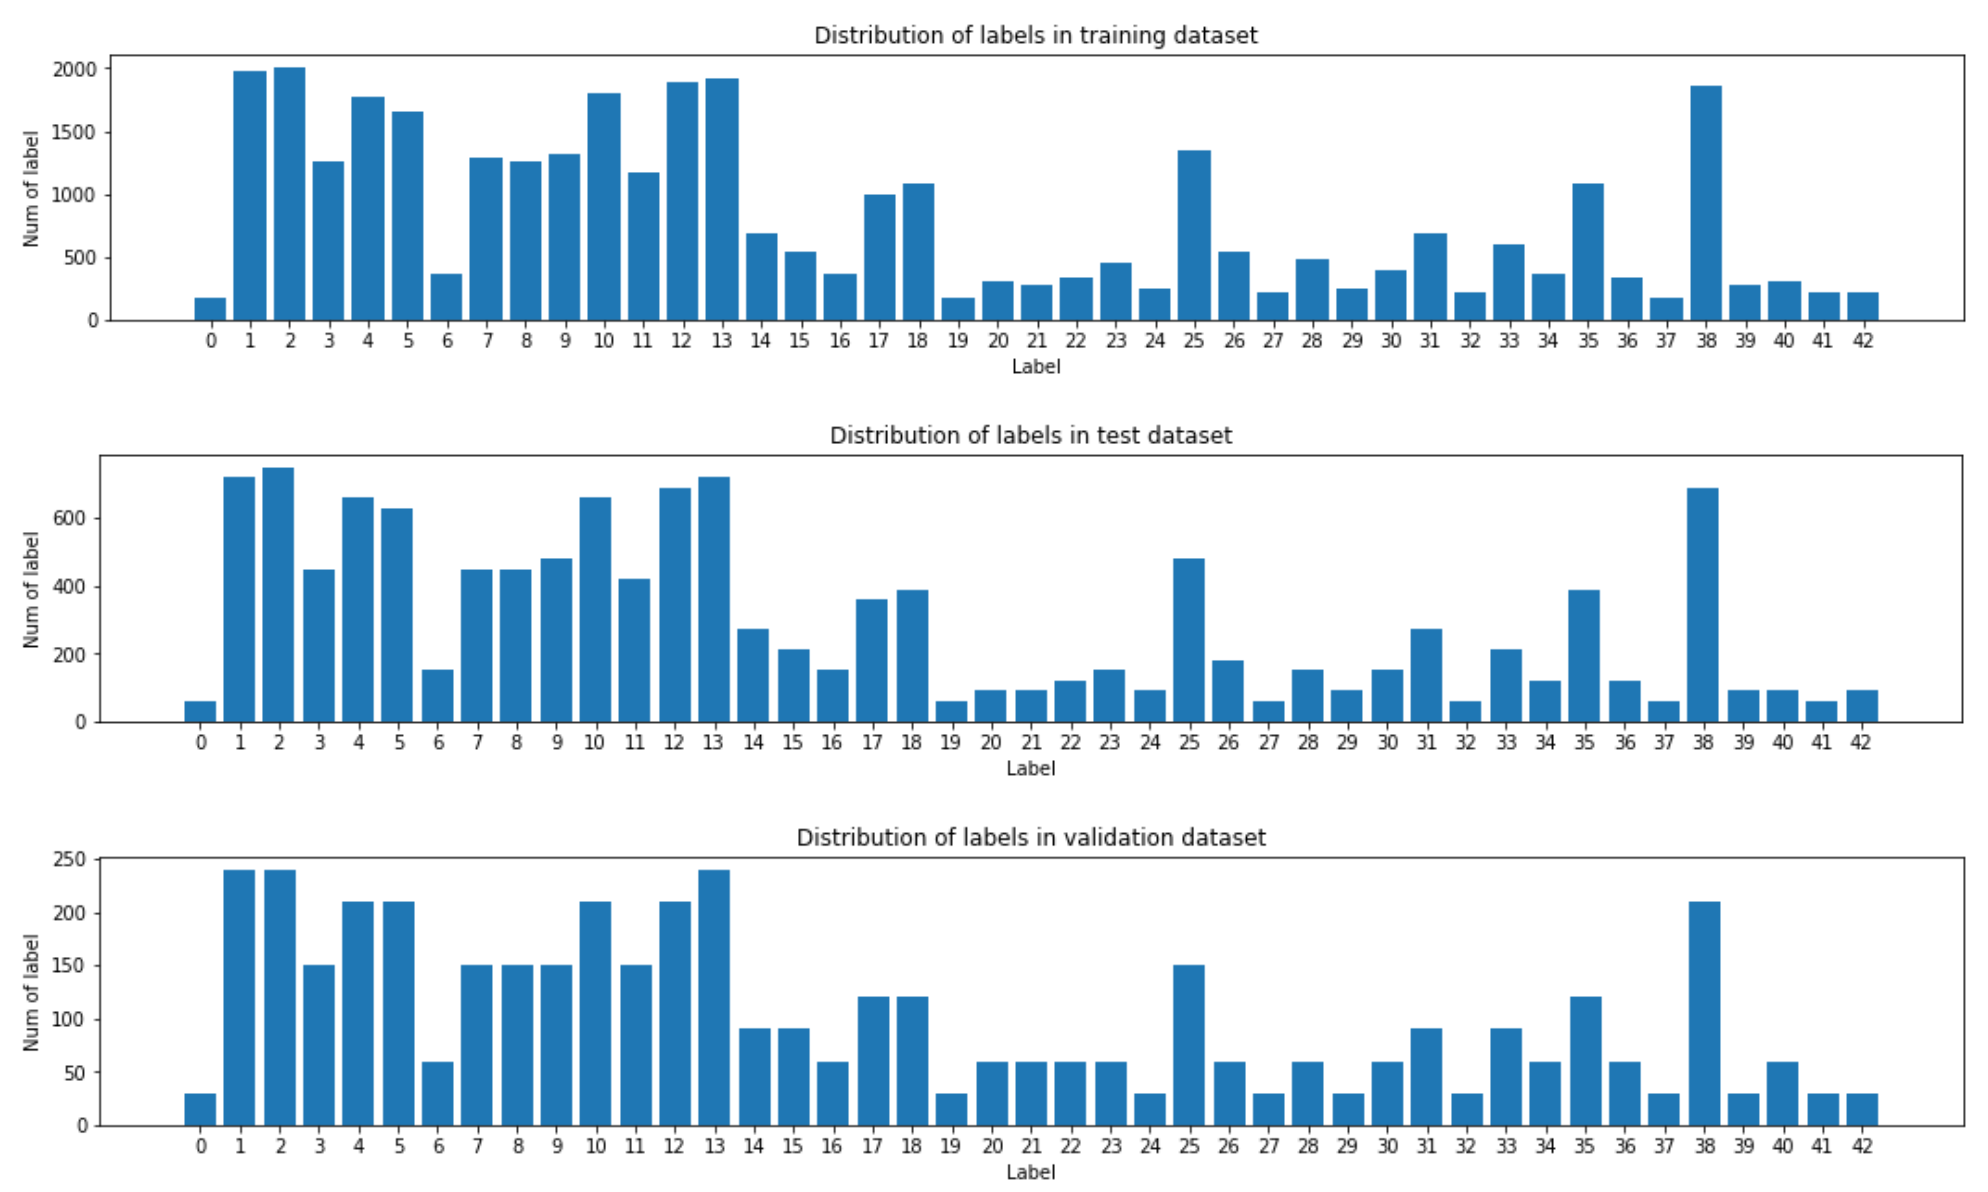 Distribution of labels in training dataset
2000
1500
1000
500
0
Num of label
0 1 2 3 4 5 6 7 8 9 10 11 12 13 14 15 16 17 18 19 20 21 22 23 24 25 26 27 28 29 30 31 32 33 34 35 36 37 38 39 40 41 42
Label
Distribution of labels in test dataset
600
400
200
0
Num of label
0 1 2 3 4 5 6 7 8 9 10 11 12 13 14 15 16 17 18 19 20 21 22 23 24 25 26 27 28 29 30 31 32 33 34 35 36 37 38 39 40 41 42
Label
Distribution of labels in validation dataset
250
200
150
100
50
0
Num of label
0 1 2 3 4 5 6 7 8 9 10 11 12 13 14 15 16 17 18 19 20 21 22 23 24 25 26 27 28 29 30 31 32 33 34 35 36 37 38 39 40 41 42
Label